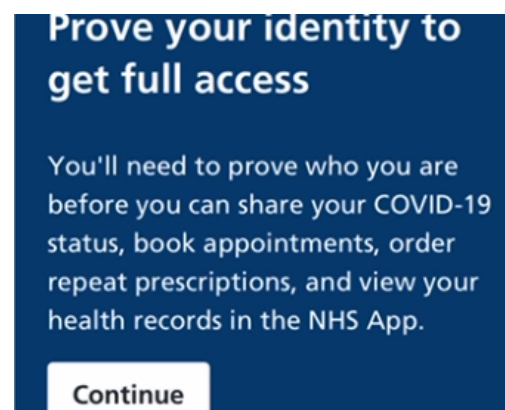 Prove your identity to
get full access
You'll need to prove who you are
before you can share your COVID-19
status, book appointments, order
repeat prescriptions, and view your
health records in the NHS App.
Continue